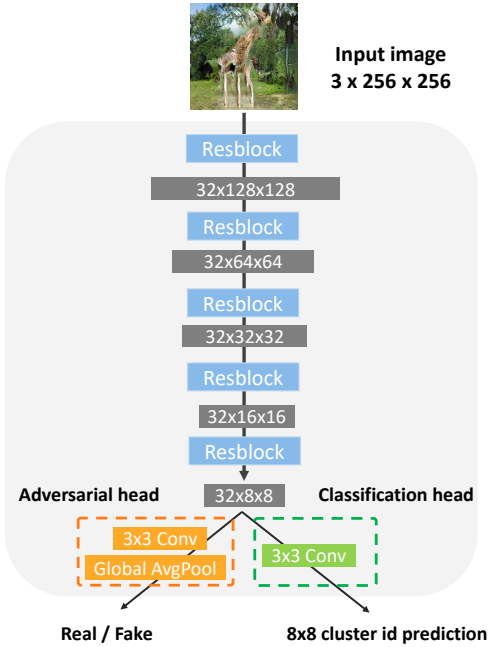 Input image
3 x 256 x 256
Resblock
32x128x128
Resblock
32x64x64
Resblock
32x32x32
Resblock
32x16x16
Resblock
Adversarial head
32x8x8
Classification head
3x3 Conv
Global AvgPool
3x3 Conv
Real / Fake
8x8 cluster id prediction